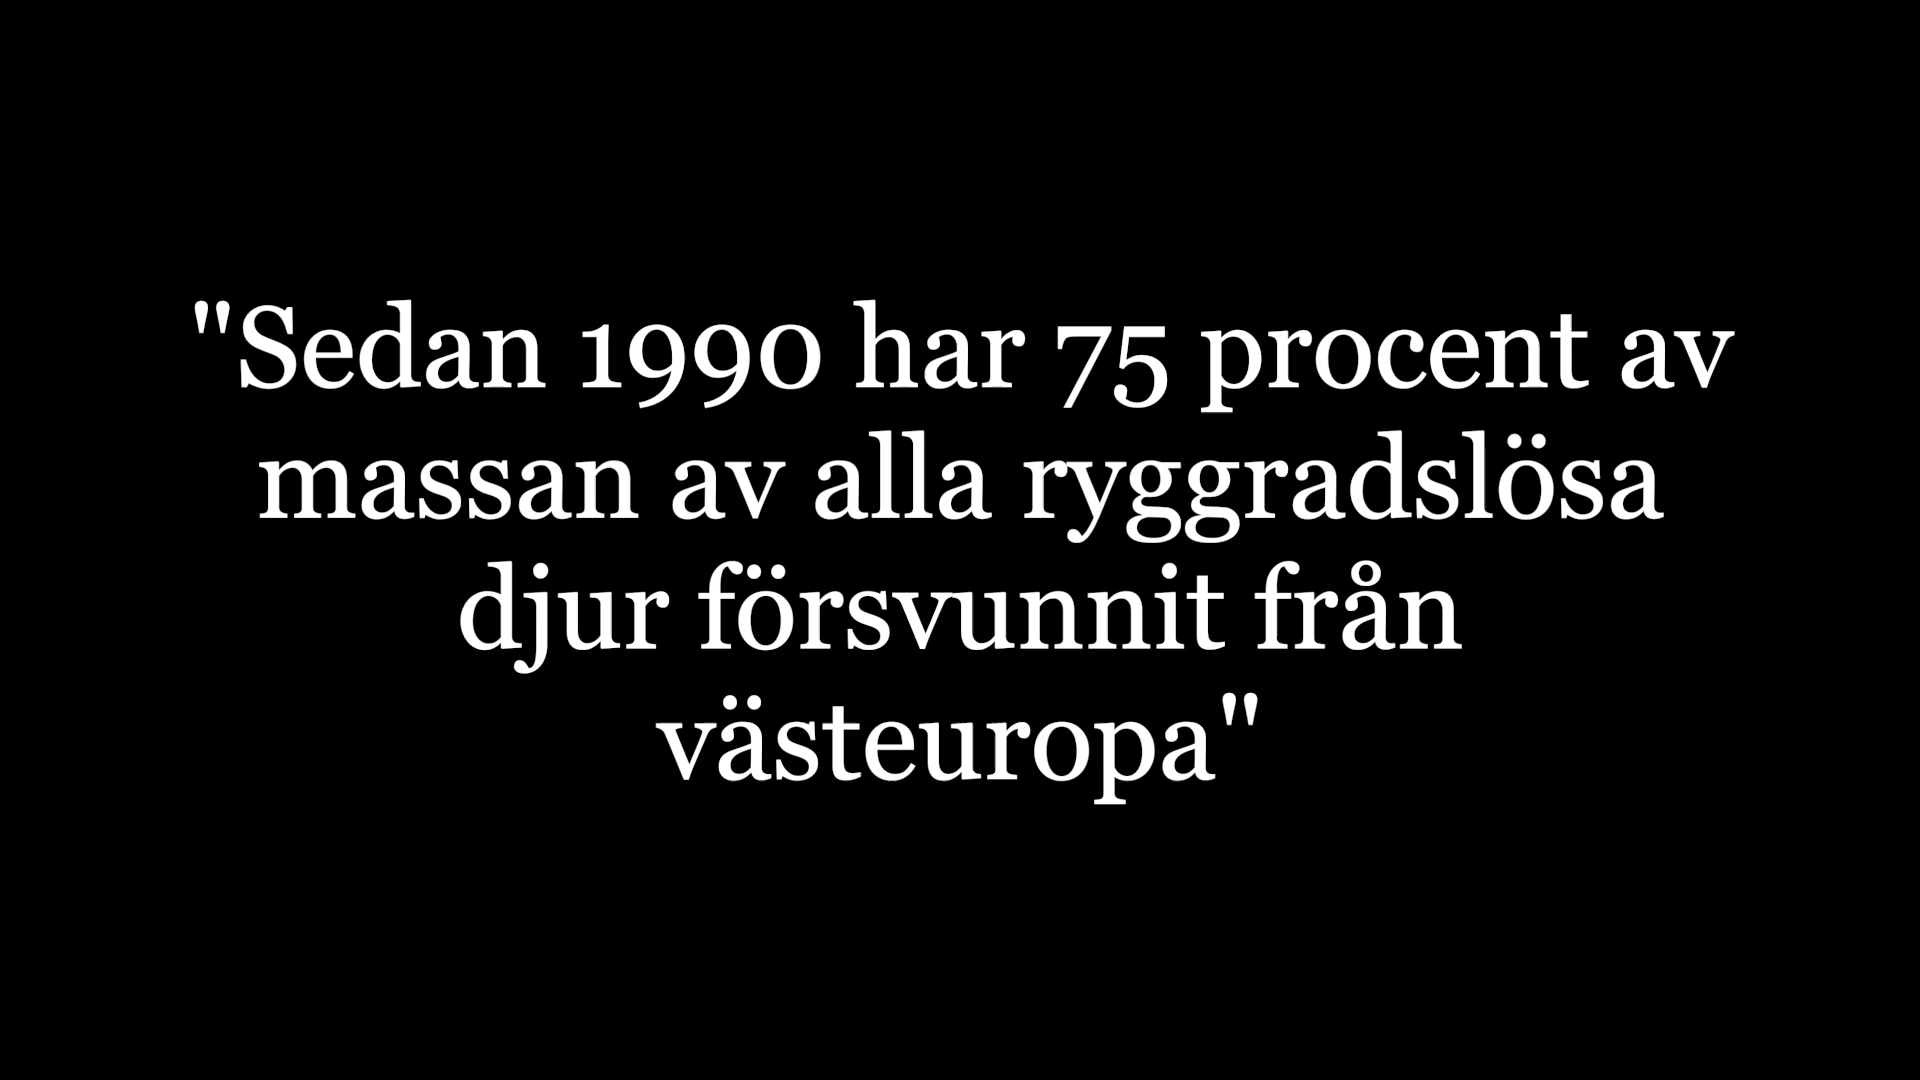 "Sedan 1990 har 75 procent av
massan av alla ryggradslösa
djur försvunnit från
västeuropa"